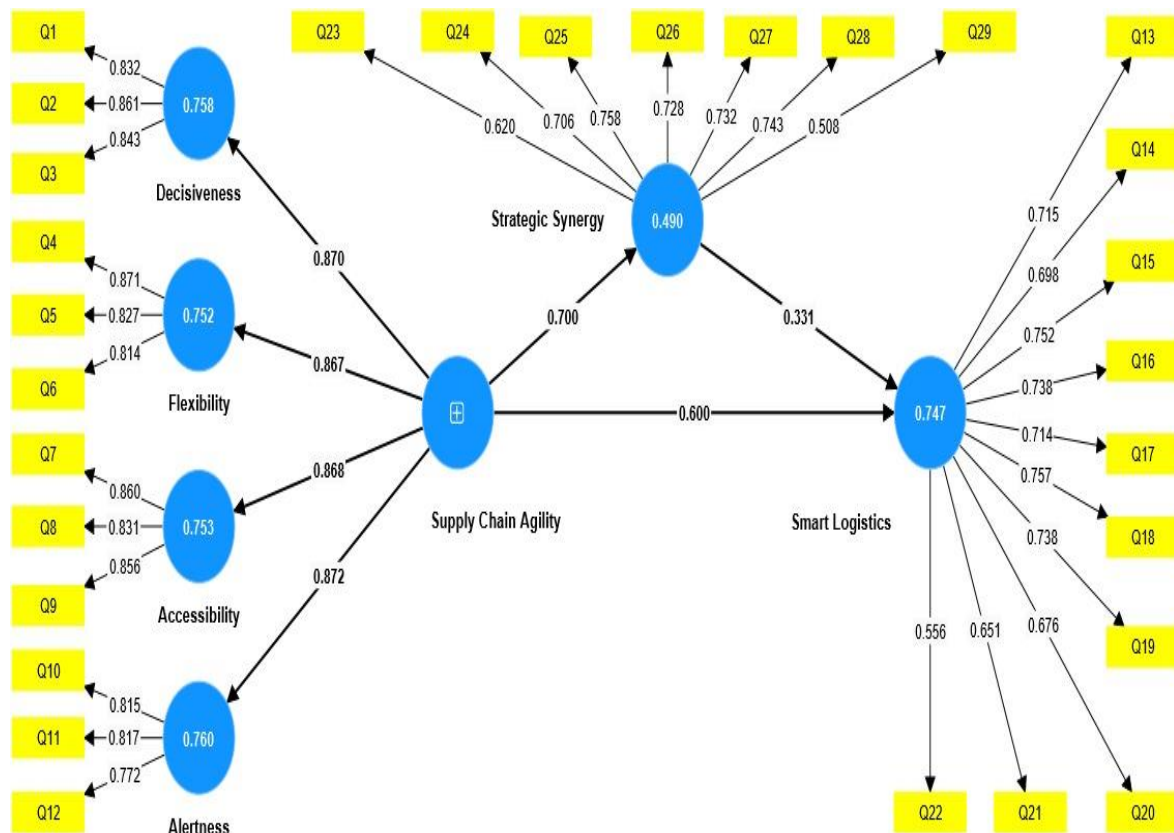 Q1
Q23
Q24
Q25
Q26
Q27
Q28
Q29
Q13
0.832
0.861
0.843
0.758
Q2
Q3
Decisiveness
0.620
0.706
0.758
0.728
0.732
0.743
0.508
Q14
Strategic Synergy
0.490
0.715
0.698
Q15
Q4
0.871
0.827
0.814
0.752
Q5
Q6
Flexibility
0.870
0.867
0.700
0.331
0.752
Q16
0.738
Q17
0.714
0.757
Q18
0.600
0.747
Q7
0.860
0.831
0.856
0.753
Q8
Q9
Accessibility
0.868
Supply Chain Agility
Smart Logistics
0.738
0.872
Q19
0.556
0.651
0.676
Q10
0.815
0.817
0.772
0.760
Q11
Q12
Alertness
Q22
Q21
Q20